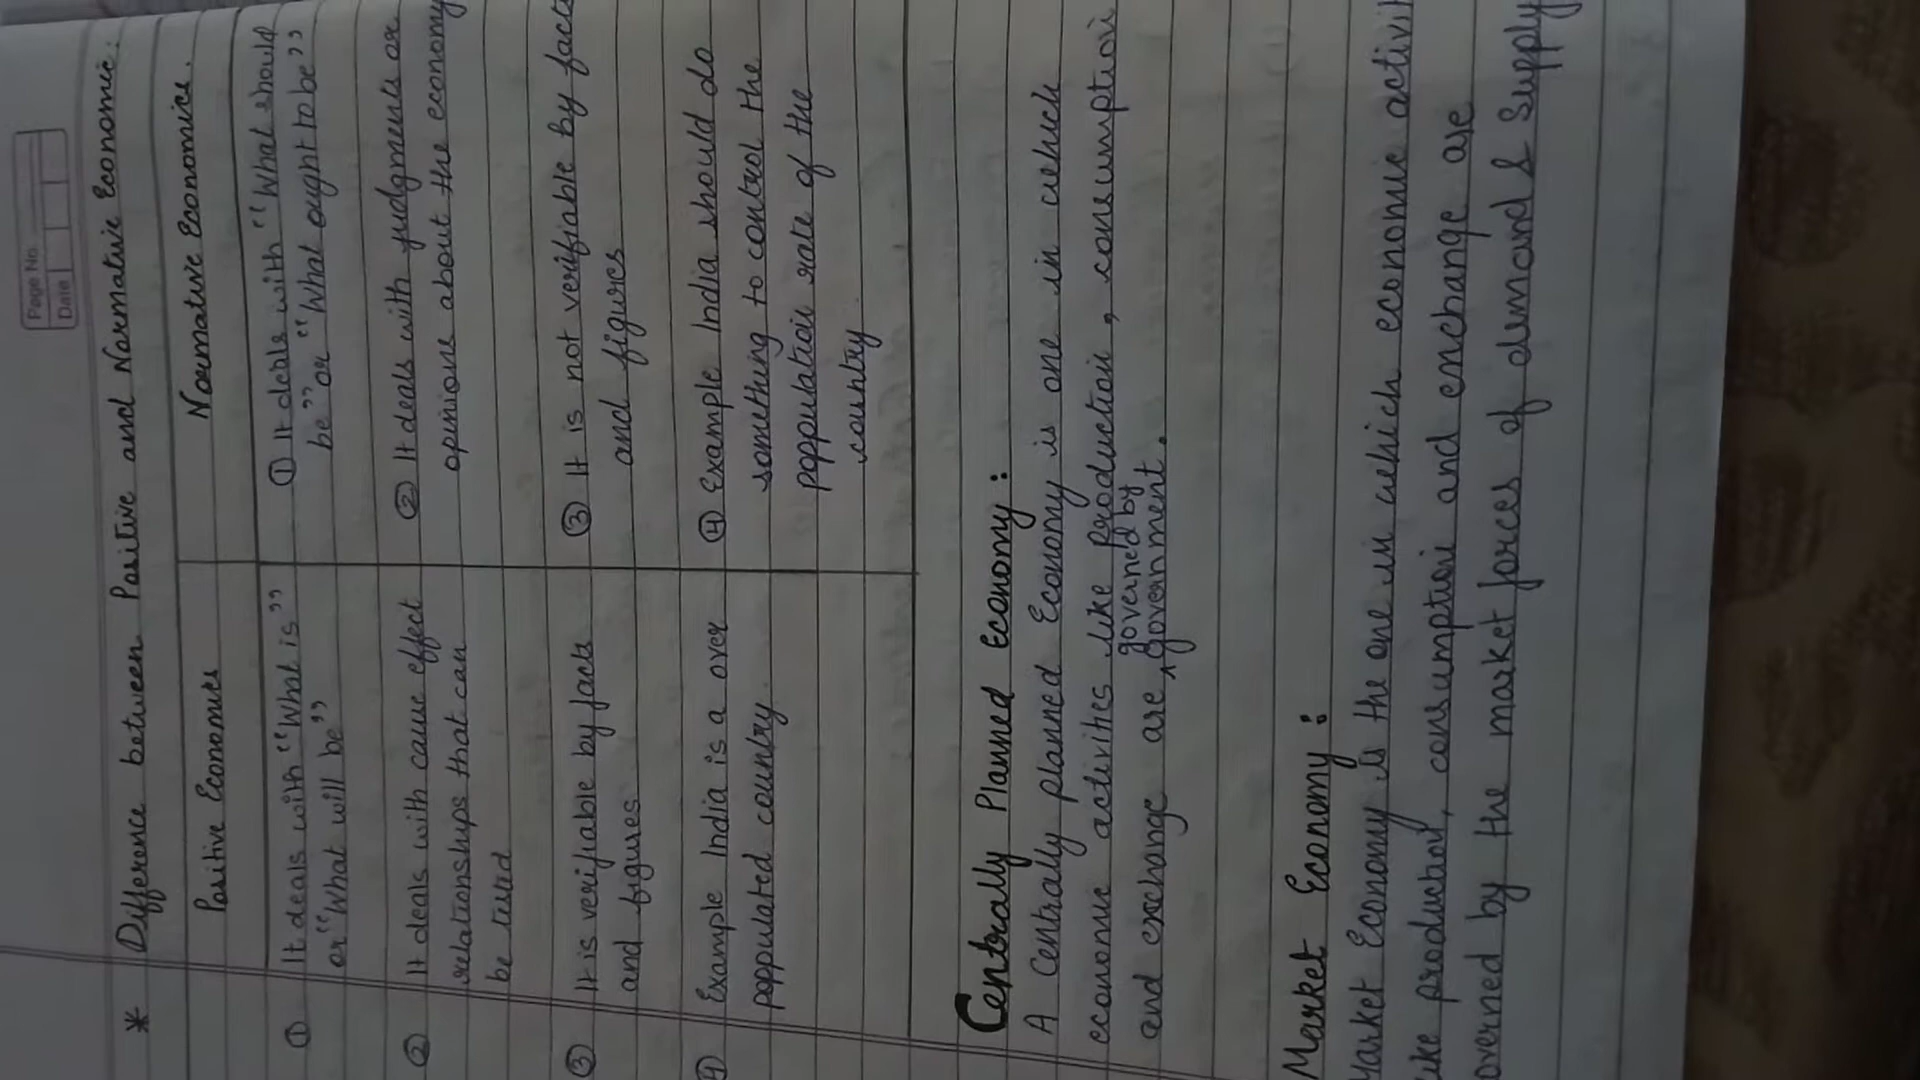 Page No.
Date
* Difference between Positive and Normative Economic:
Positive Economics
Normative Economics.
① It deals with "What is"
or "What will be"
② It deals with cause effect
relationships that can
be tested
③ It is verifiable by facts
and figures
④ Example India is a over
populated country
① It deals with "What should
be" or "What ought to be"
② It deals with judgments or
opinions about the economy
③ It is not verifiable by facts
and figures
④ Example India should do
something to control the
population rate of the
country
Centrally Planned Economy:
A Centrally planned Economy is one in which
economic activities like production, consumption
and exchange are governed by government.
Market Economy:
Market Economy is the one in which economic activit
like production, consumption and enchange are
governed by the market forces of demand & Supply